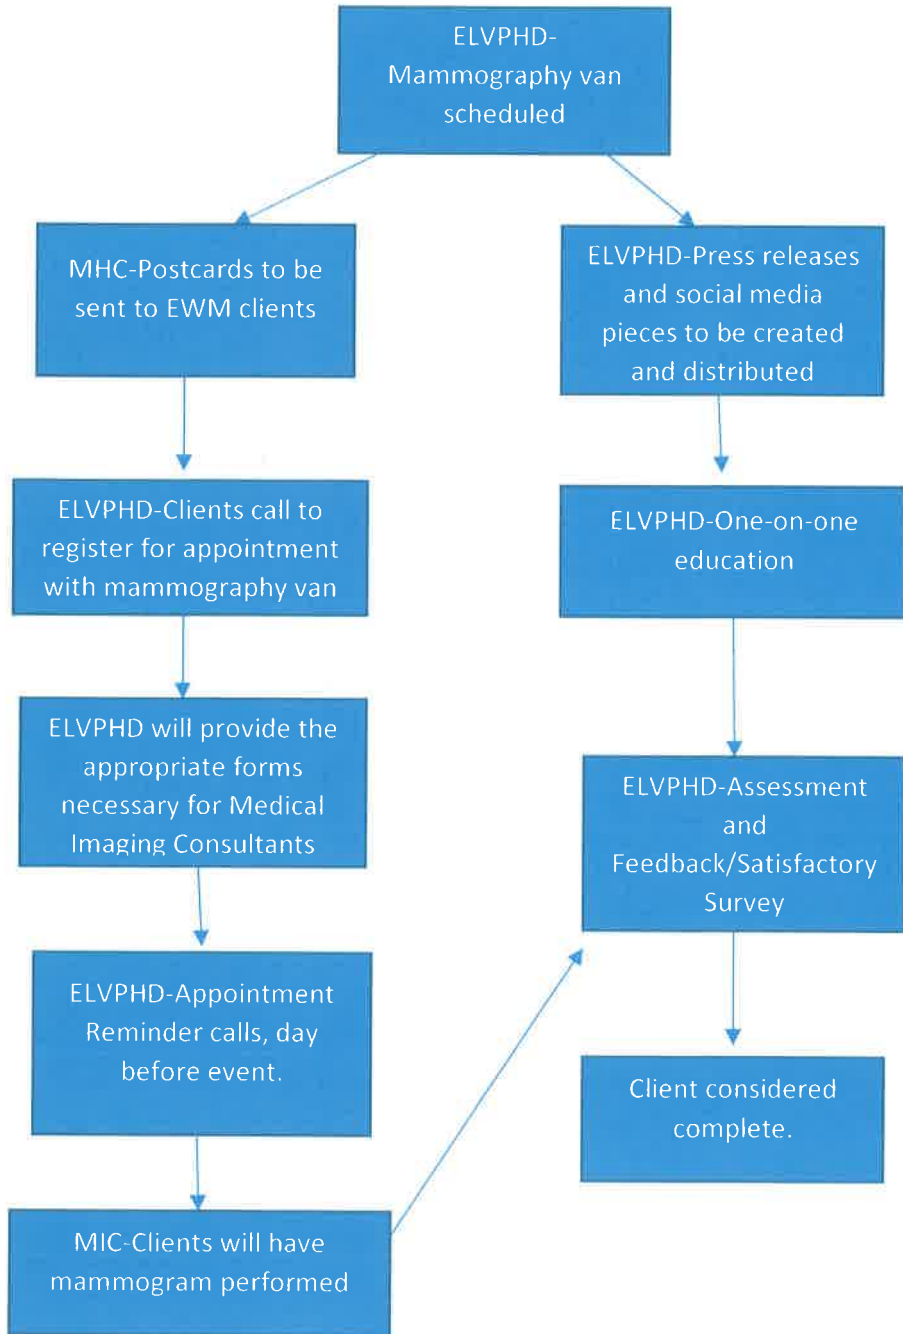 ELVPHD-
Mammography van
scheduled
MHC-Postcards to be
sent to EWM clients
ELVPHD-Clients call to
register for appointment
with mammography van
ELVPHD will provide the
appropriate forms
necessary for Medical
Imaging Consultants
ELVPHD-Appointment
Reminder calls, day
before event.
MIC-Clients will have
mammogram performed
ELVPHD-Press releases
and social media
pieces to be created
and distributed
ELVPHD-One-on-one
education
ELVPHD-Assessment
and
Feedback/Satisfactory
Survey
Client considered
complete.